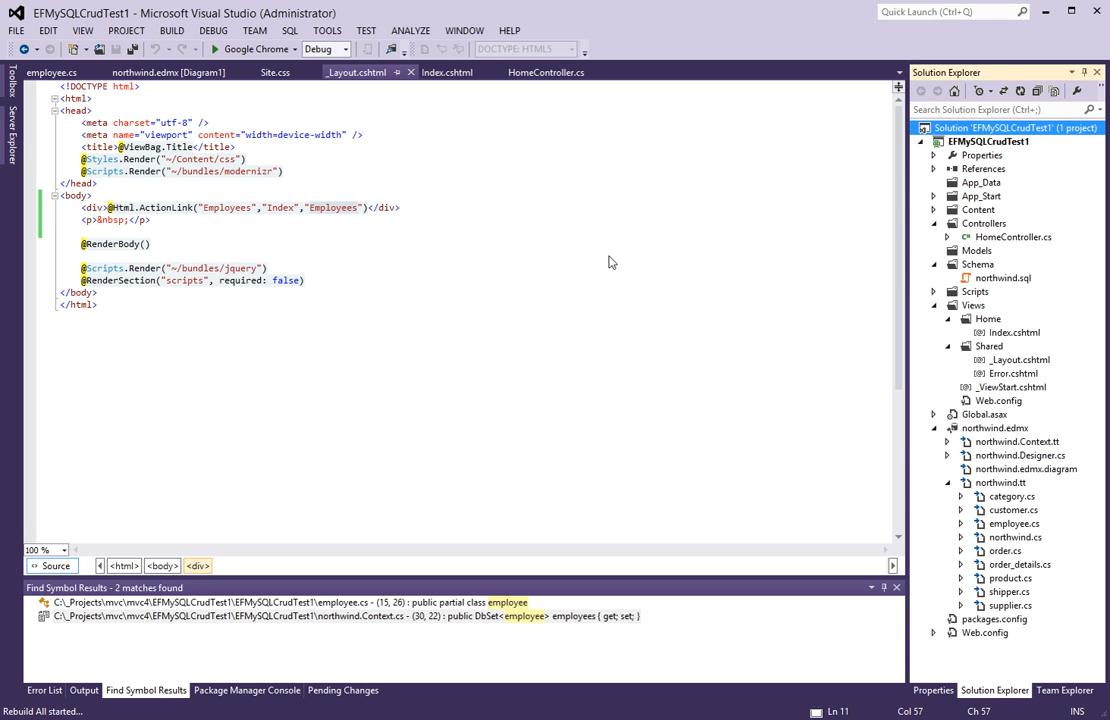 EFMySQLCrudTest1 - Microsoft Visual Studio (Administrator)
Quick Launch (Ctrl+Q)
FILE EDIT VIEW PROJECT BUILD DEBUG TEAM SQL TOOLS TEST ANALYZE WINDOW HELP
Google Chrome Debug DOCTYPE: HTML5
Toolbox
Server Explorer
employee.cs northwind.edmx [Diagram1] Site.css _Layout.cshtml Index.cshtml HomeController.cs
<!DOCTYPE html>
<html>
<head>
<meta charset="utf-8" />
<meta name="viewport" content="width=device-width" />
<title>@ViewBag.Title</title>
@Styles.Render("~/Content/css")
@Scripts.Render("~/bundles/modernizr")
</head>
<body>
<div>@Html.ActionLink("Employees","Index","Employees")</div>
<p>&nbsp;</p>
@RenderBody()
@Scripts.Render("~/bundles/jquery")
@RenderSection("scripts", required: false)
</body>
</html>
100 %
Source <html> <body> <div>
Find Symbol Results - 2 matches found
C:\_Projects\mvc\mvc4\EFMySQLCrudTest1\EFMySQLCrudTest1\employee.cs - (15, 26) : public partial class employee
C:\_Projects\mvc\mvc4\EFMySQLCrudTest1\EFMySQLCrudTest1\northwind.Context.cs - (30, 22) : public DbSet<employee> employees { get; set; }
Error List Output Find Symbol Results Package Manager Console Pending Changes
Solution Explorer
Search Solution Explorer (Ctrl+;)
Solution 'EFMySQLCrudTest1' (1 project)
EFMySQLCrudTest1
Properties
References
App_Data
App_Start
Content
Controllers
HomeController.cs
Models
Schema
northwind.sql
Scripts
Views
Home
Index.cshtml
Shared
_Layout.cshtml
Error.cshtml
_ViewStart.cshtml
Web.config
Global.asax
northwind.edmx
northwind.Context.tt
northwind.Designer.cs
northwind.edmx.diagram
northwind.tt
category.cs
customer.cs
employee.cs
northwind.cs
order.cs
order_details.cs
product.cs
shipper.cs
supplier.cs
packages.config
Web.config
Properties Solution Explorer Team Explorer
Rebuild All started... Ln 11 Col 57 Ch 57 INS